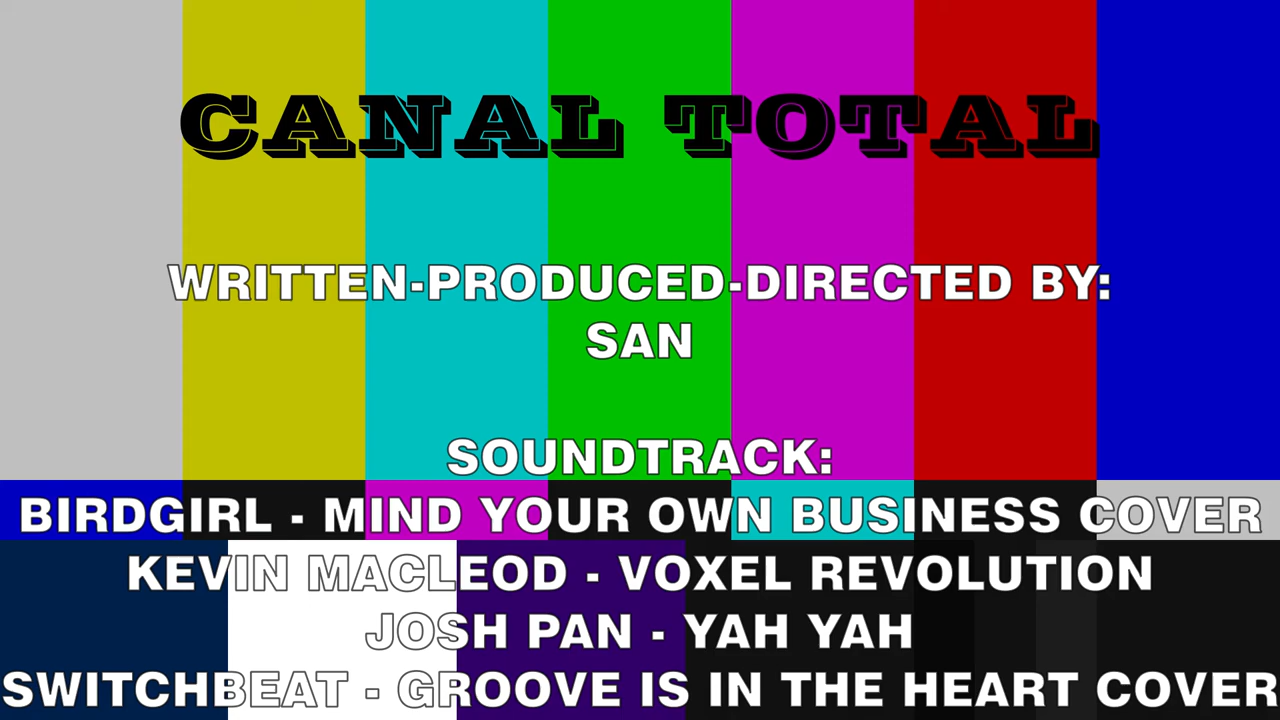 CANAL TOTAL
WRITTEN-PRODUCED-DIRECTED BY:
SAN
SOUNDTRACK:
BIRDGIRL - MIND YOUR OWN BUSINESS COVER
KEVIN MACLEOD - VOXEL REVOLUTION
JOSH PAN - YAH YAH
SWITCHBEAT - GROOVE IS IN THE HEART COVER